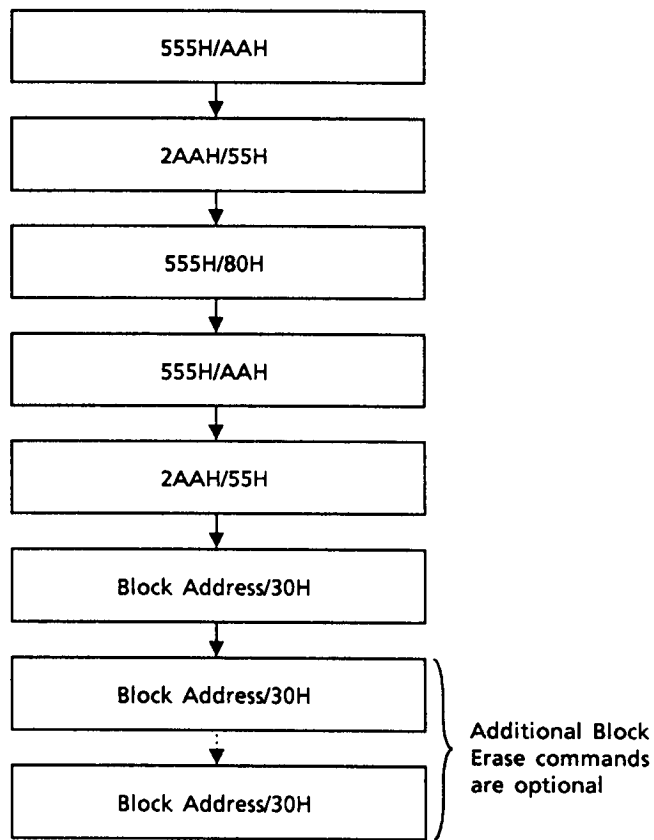 555H/AAH
2AAH/55H
555H/80H
555H/AAH
2AAH/55H
Block Address/30H
Block Address/30H
Block Address/30H
Additional Block
Erase commands
are optional